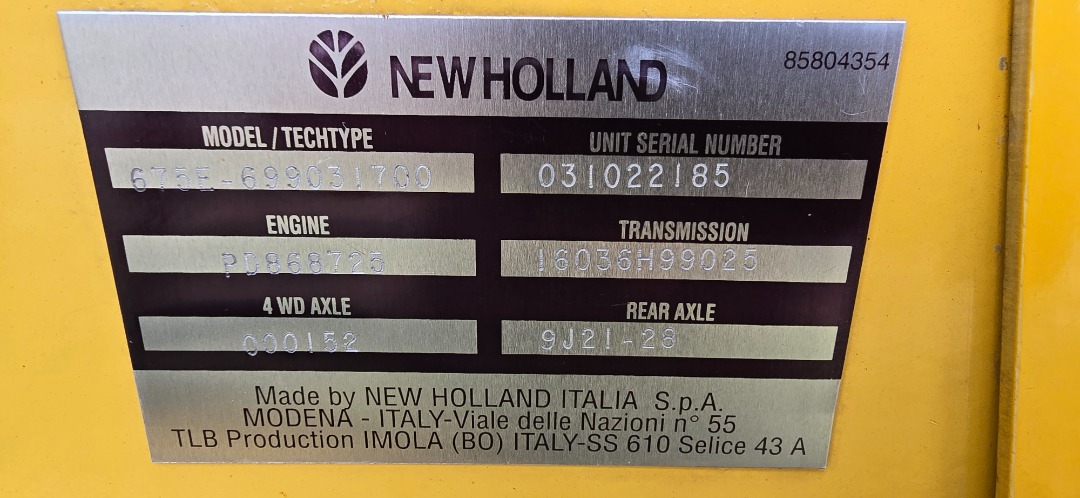 NEW HOLLAND
85804354
MODEL / TECHTYPE
UNIT SERIAL NUMBER
675E-699031700
031022185
ENGINE
TRANSMISSION
PD868725
16036H99025
4 WD AXLE
REAR AXLE
000152
9J21-28
Made by NEW HOLLAND ITALIA S.p.A.
MODENA - ITALY-Viale delle Nazioni n° 55
TLB Production IMOLA (BO) ITALY-SS 610 Selice 43 A